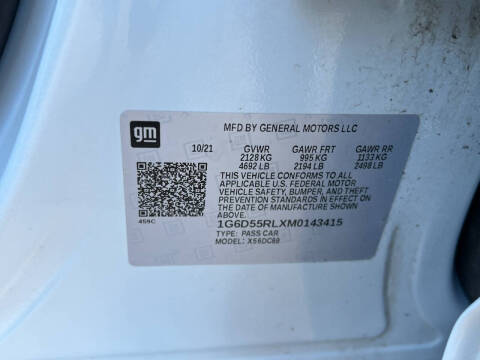 gm
MFD BY GENERAL MOTORS LLC
10/21 GVWR GAWR FRT GAWR RR
2128 KG 995 KG 1133 KG
4692 LB 2194 LB 2498 LB
THIS VEHICLE CONFORMS TO ALL
APPLICABLE U.S. FEDERAL MOTOR
VEHICLE SAFETY, BUMPER, AND THEFT
PREVENTION STANDARDS IN EFFECT ON
THE DATE OF MANUFACTURE SHOWN ABOVE.
1G6D55RLXM0143415
TYPE: PASS CAR
MODEL: X56DC69